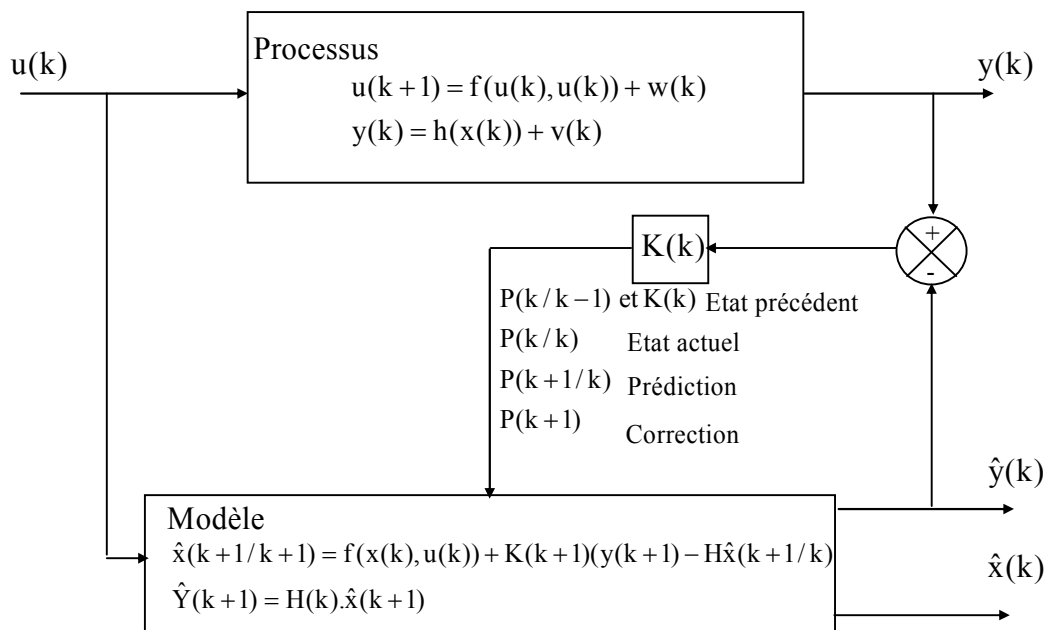 Processus
u(k)
u(k+1) = f(u(k),u(k)) + w(k)
y(k) = h(x(k)) + v(k)
y(k)
+
-
K(k)
P(k/k−1) et K(k) Etat précédent
P(k/k) Etat actuel
P(k+1/k) Prédiction
P(k+1) Correction
ŷ(k)
Modèle
x̂(k+1/k+1) = f(x(k),u(k)) + K(k+1)(y(k+1) − Hx̂(k+1/k)
Ŷ(k+1) = H(k).x̂(k+1)
x̂(k)